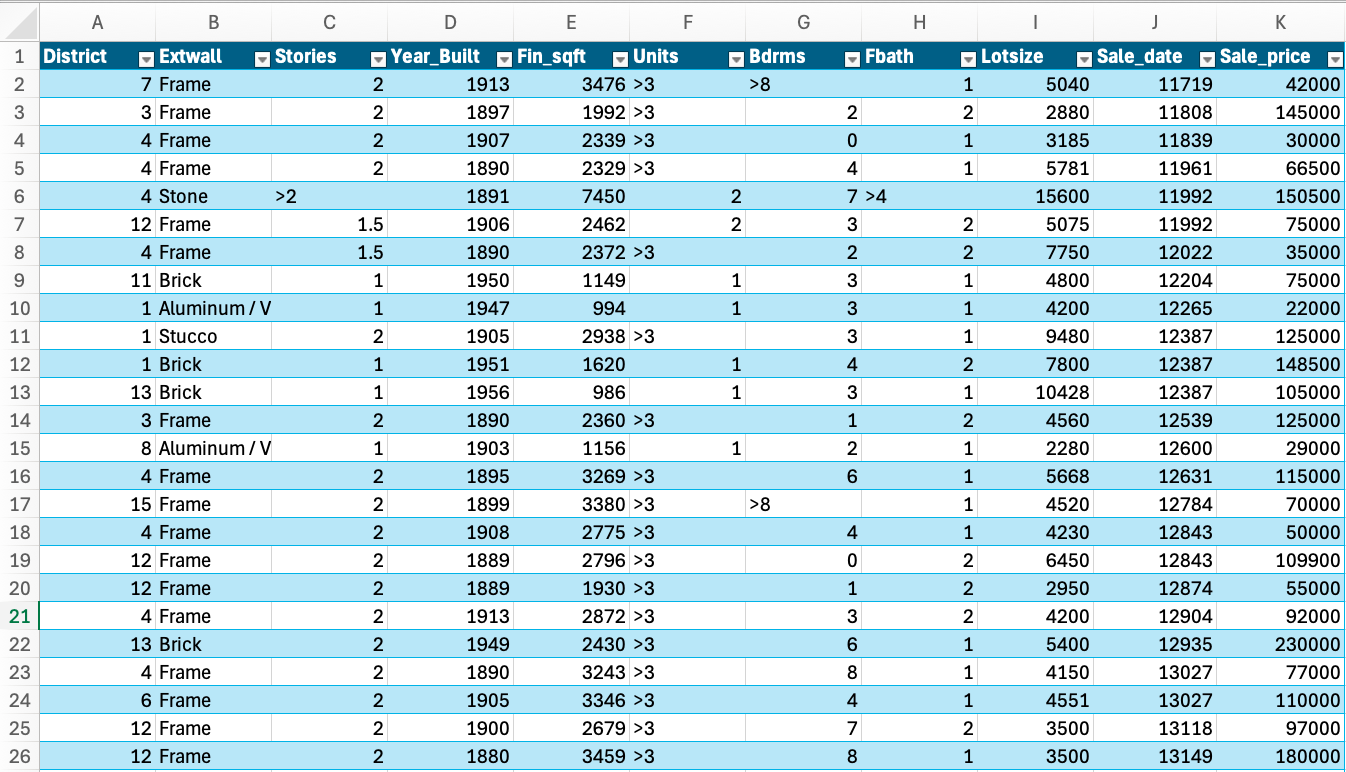 A B C D E F G H I J K
1 District Extwall Stories Year_Built Fin_sqft Units Bdrms Fbath Lotsize Sale_date Sale_price
2 7 Frame 2 1913 3476 >3 >8 1 5040 11719 42000
3 3 Frame 2 1897 1992 >3 2 2 2880 11808 145000
4 4 Frame 2 1907 2339 >3 0 1 3185 11839 30000
5 4 Frame 2 1890 2329 >3 4 1 5781 11961 66500
6 4 Stone >2 1891 7450 2 7 >4 15600 11992 150500
7 12 Frame 1.5 1906 2462 2 3 2 5075 11992 75000
8 4 Frame 1.5 1890 2372 >3 2 2 7750 12022 35000
9 11 Brick 1 1950 1149 1 3 1 4800 12204 75000
10 1 Aluminum / V 1 1947 994 1 3 1 4200 12265 22000
11 1 Stucco 2 1905 2938 >3 3 1 9480 12387 125000
12 1 Brick 1 1951 1620 1 4 2 7800 12387 148500
13 13 Brick 1 1956 986 1 3 1 10428 12387 105000
14 3 Frame 2 1890 2360 >3 1 2 4560 12539 125000
15 8 Aluminum / V 1 1903 1156 1 2 1 2280 12600 29000
16 4 Frame 2 1895 3269 >3 6 1 5668 12631 115000
17 15 Frame 2 1899 3380 >3 >8 1 4520 12784 70000
18 4 Frame 2 1908 2775 >3 4 1 4230 12843 50000
19 12 Frame 2 1889 2796 >3 0 2 6450 12843 109900
20 12 Frame 2 1889 1930 >3 1 2 2950 12874 55000
21 4 Frame 2 1913 2872 >3 3 2 4200 12904 92000
22 13 Brick 2 1949 2430 >3 6 1 5400 12935 230000
23 4 Frame 2 1890 3243 >3 8 1 4150 13027 77000
24 6 Frame 2 1905 3346 >3 4 1 4551 13027 110000
25 12 Frame 2 1900 2679 >3 7 2 3500 13118 97000
26 12 Frame 2 1880 3459 >3 8 1 3500 13149 180000